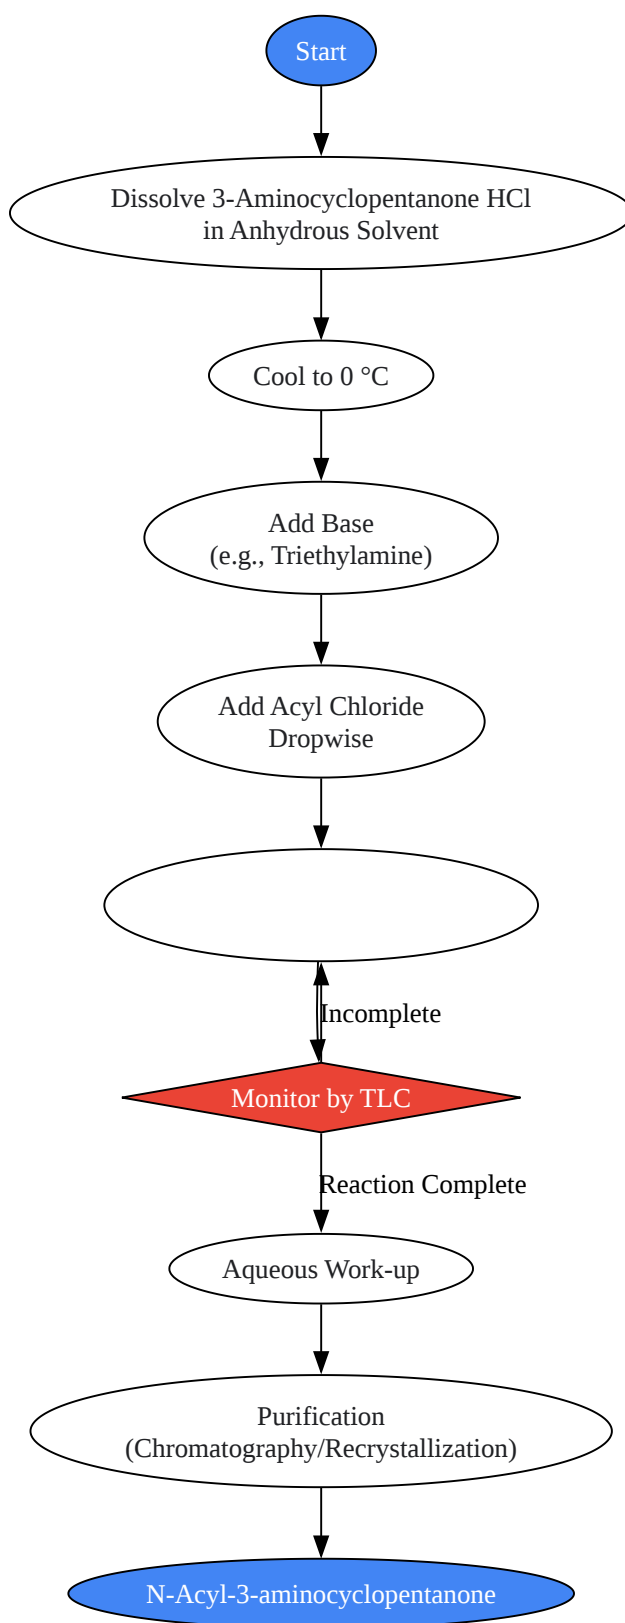 Start
Dissolve 3-Aminocyclopentanone HCl
in Anhydrous Solvent
Cool to 0 °C
Add Base
(e.g., Triethylamine)
Add Acyl Chloride
Dropwise
Incomplete
Monitor by TLC
Reaction Complete
Aqueous Work-up
Purification
(Chromatography/Recrystallization)
N-Acyl-3-aminocyclopentanone